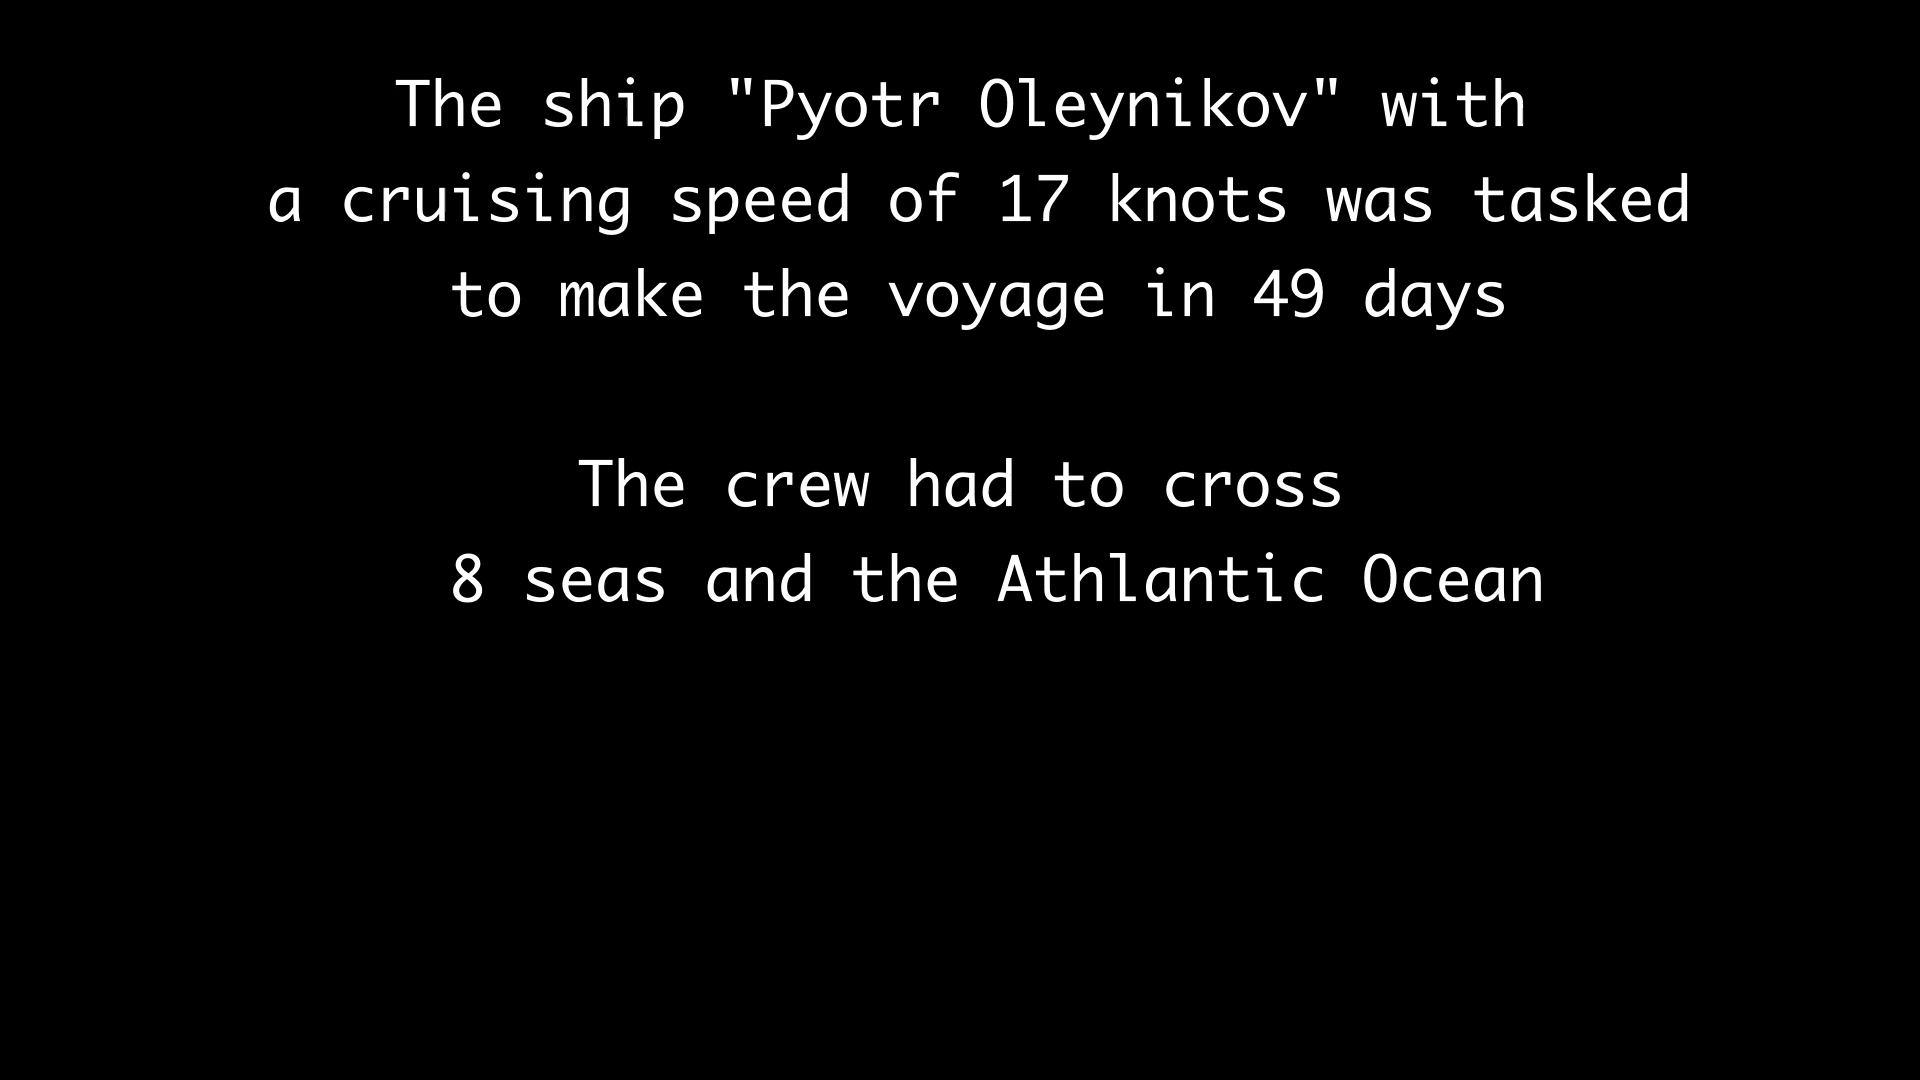 The ship "Pyotr Oleynikov" with
a cruising speed of 17 knots was tasked
to make the voyage in 49 days
The crew had to cross
8 seas and the Athlantic Ocean